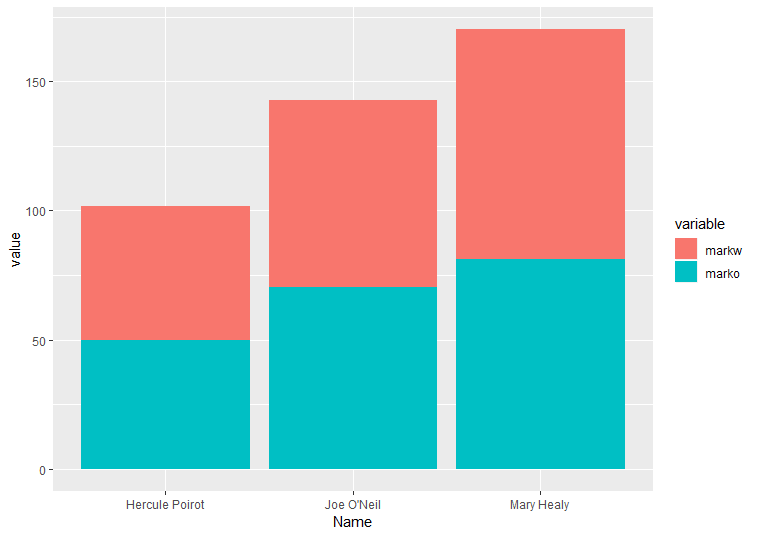 value
150
100
50
0
Hercule Poirot Joe O'Neil Mary Healy
Name
variable
markw
marko